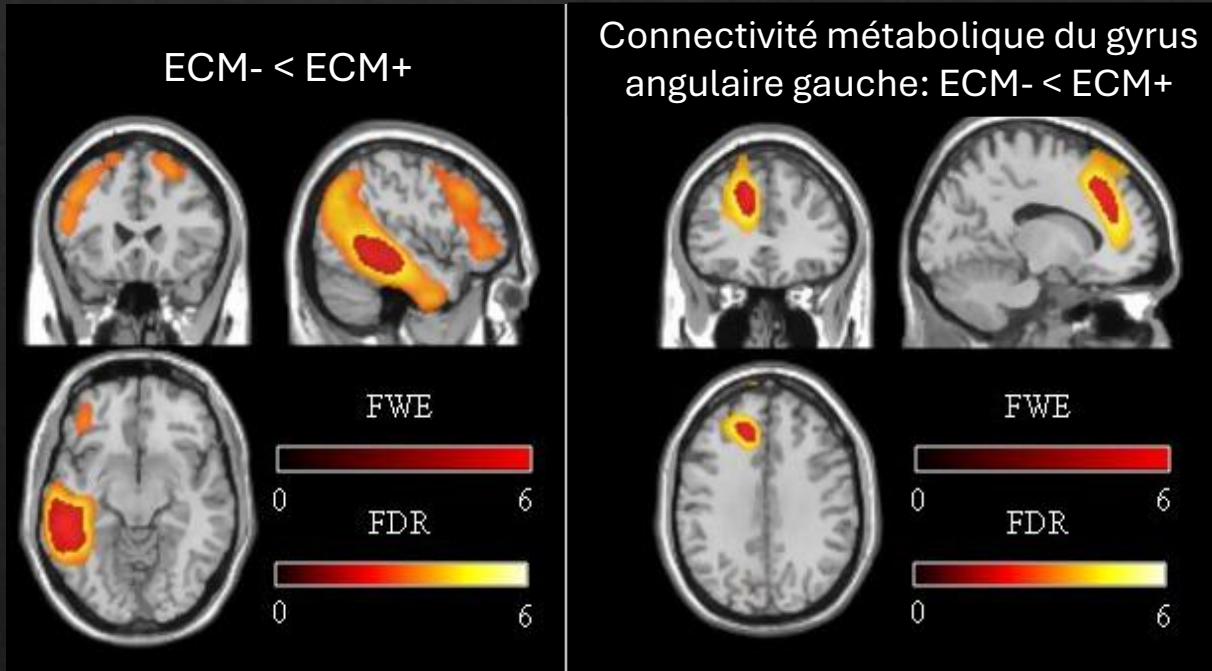 ECM- < ECM+
FWE
0 6
FDR
0 6
Connectivité métabolique du gyrus
angulaire gauche: ECM- < ECM+
FWE
0 6
FDR
0 6